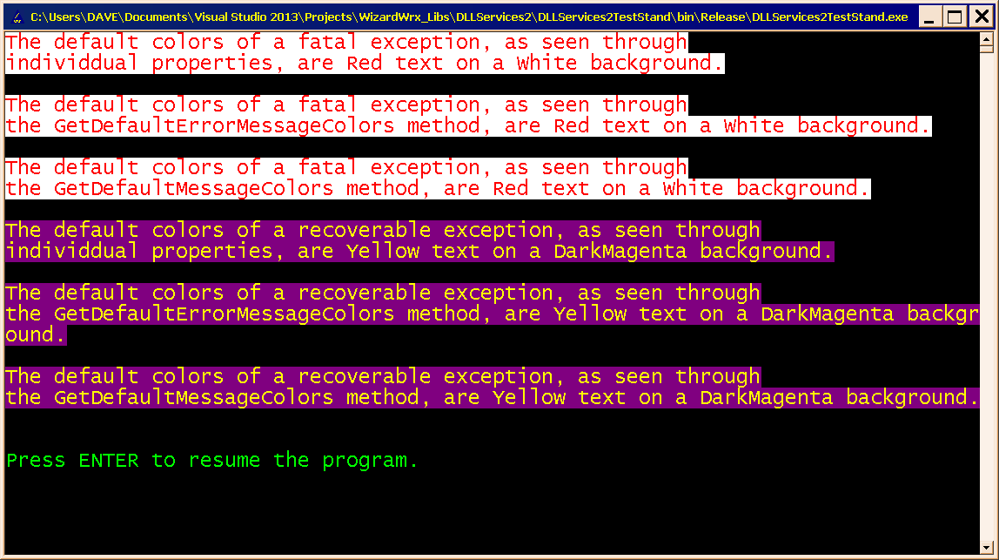 C:\Users\DAVE\Documents\Visual Studio 2013\Projects\WizardWrx_Libs\DLLServices2\DLLServices2TestStand\bin\Release\DLLServices2TestStand.exe
The default colors of a fatal exception, as seen through
individdual properties, are Red text on a White background.
The default colors of a fatal exception, as seen through
the GetDefaultErrorMessageColors method, are Red text on a White background.
The default colors of a fatal exception, as seen through
the GetDefaultMessageColors method, are Red text on a White background.
The default colors of a recoverable exception, as seen through
individdual properties, are Yellow text on a DarkMagenta background.
The default colors of a recoverable exception, as seen through
the GetDefaultErrorMessageColors method, are Yellow text on a DarkMagenta backgr
ound.
The default colors of a recoverable exception, as seen through
the GetDefaultMessageColors method, are Yellow text on a DarkMagenta background.
Press ENTER to resume the program.